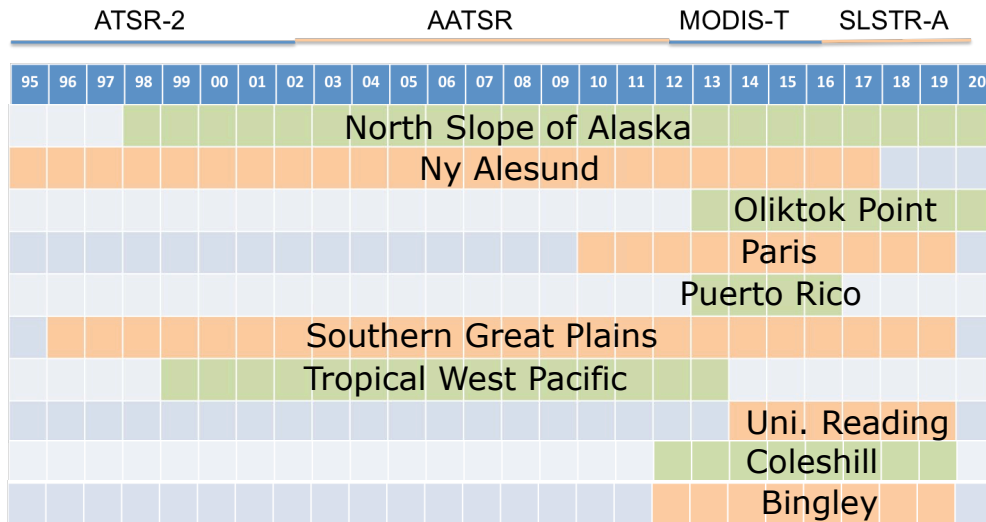 ATSR-2 AATSR MODIS-T SLSTR-A
95 96 97 98 99 00 01 02 03 04 05 06 07 08 09 10 11 12 13 14 15 16 17 18 19 20
North Slope of Alaska
Ny Alesund
Oliktok Point
Paris
Puerto Rico
Southern Great Plains
Tropical West Pacific
Uni. Reading
Coleshill
Bingley